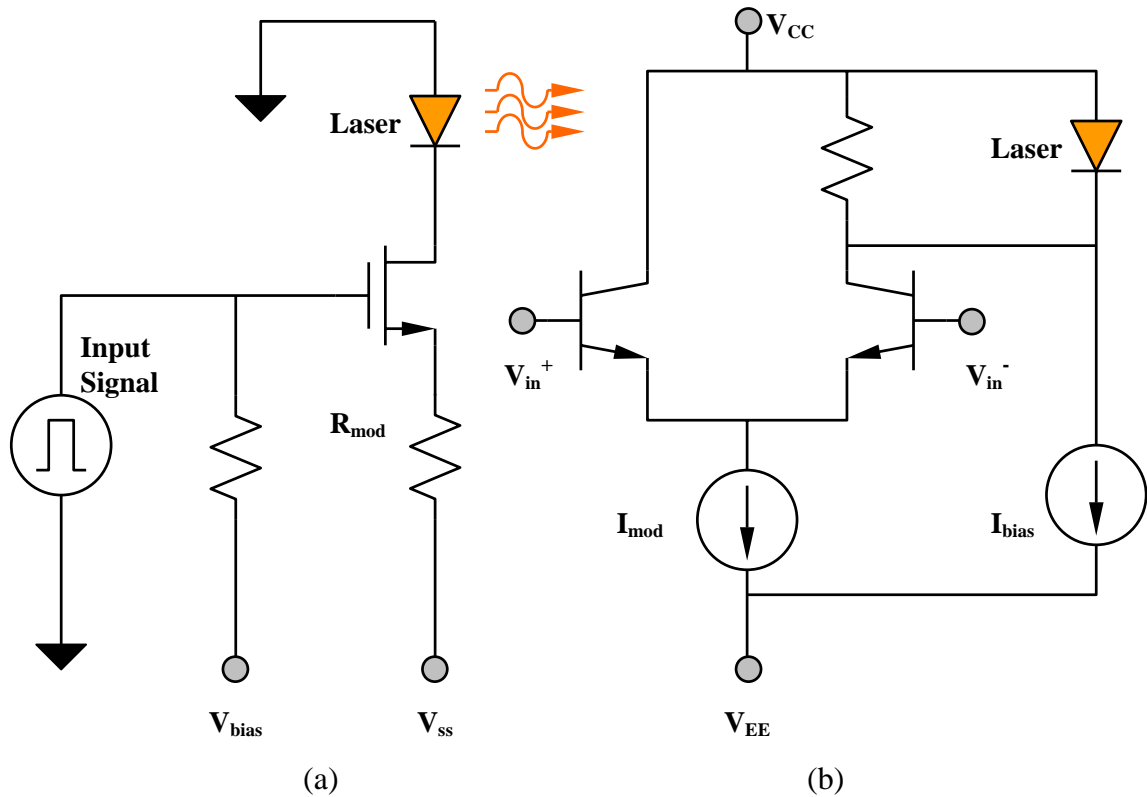 V_CC
Laser
Laser
Input
Signal
R_mod
V_in^+
V_in^-
I_mod
I_bias
V_bias
V_ss
V_EE
(a)
(b)